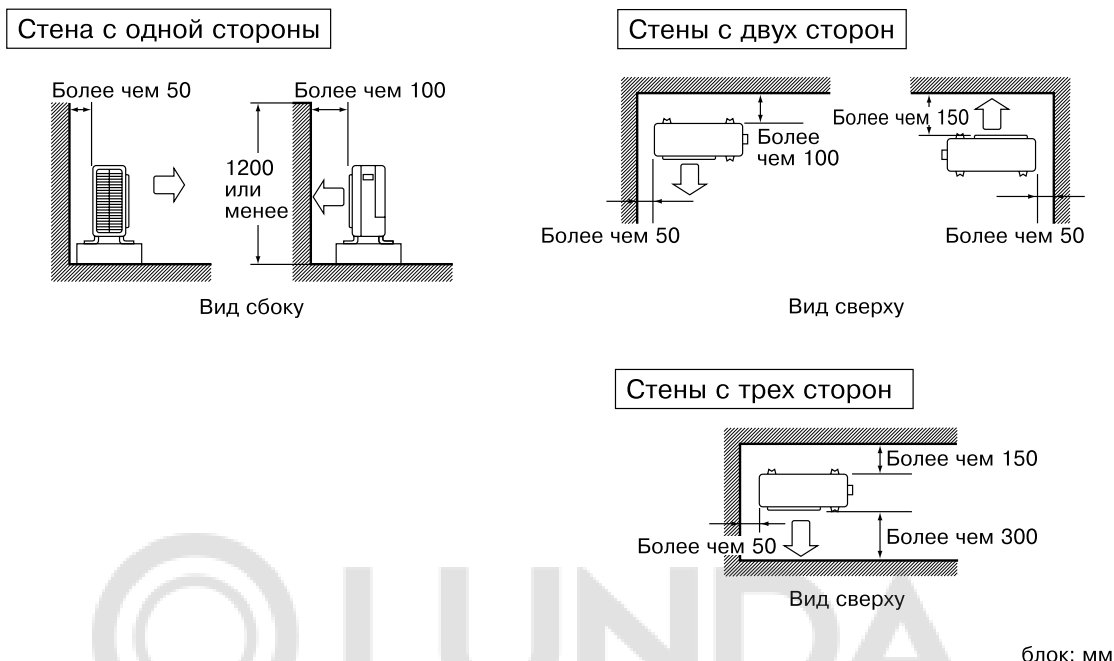 Стена с одной стороны
Более чем 50
Более чем 100
1200
или
менее
Вид сбоку
Стены с двух сторон
Более
чем 100
Более чем 150
Более чем 50
Более чем 50
Вид сверху
Стены с трех сторон
Более чем 150
Более чем 50
Более чем 300
Вид сверху
LUNDA
блок: мм